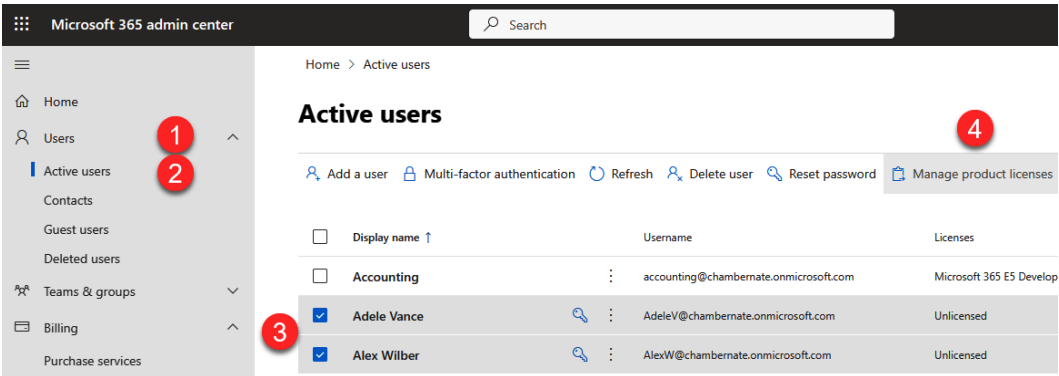 Microsoft 365 admin center
Search
Home
Users
1
Active users
2
Contacts
Guest users
Deleted users
Teams & groups
Billing
Purchase services
Home > Active users
Active users
4
Add a user Multi-factor authentication Refresh Delete user Reset password Manage product licenses
Display name ↑ Username Licenses
Accounting accounting@chambernate.onmicrosoft.com Microsoft 365 E5 Develop
3
Adele Vance AdeleV@chambernate.onmicrosoft.com Unlicensed
Alex Wilber AlexW@chambernate.onmicrosoft.com Unlicensed